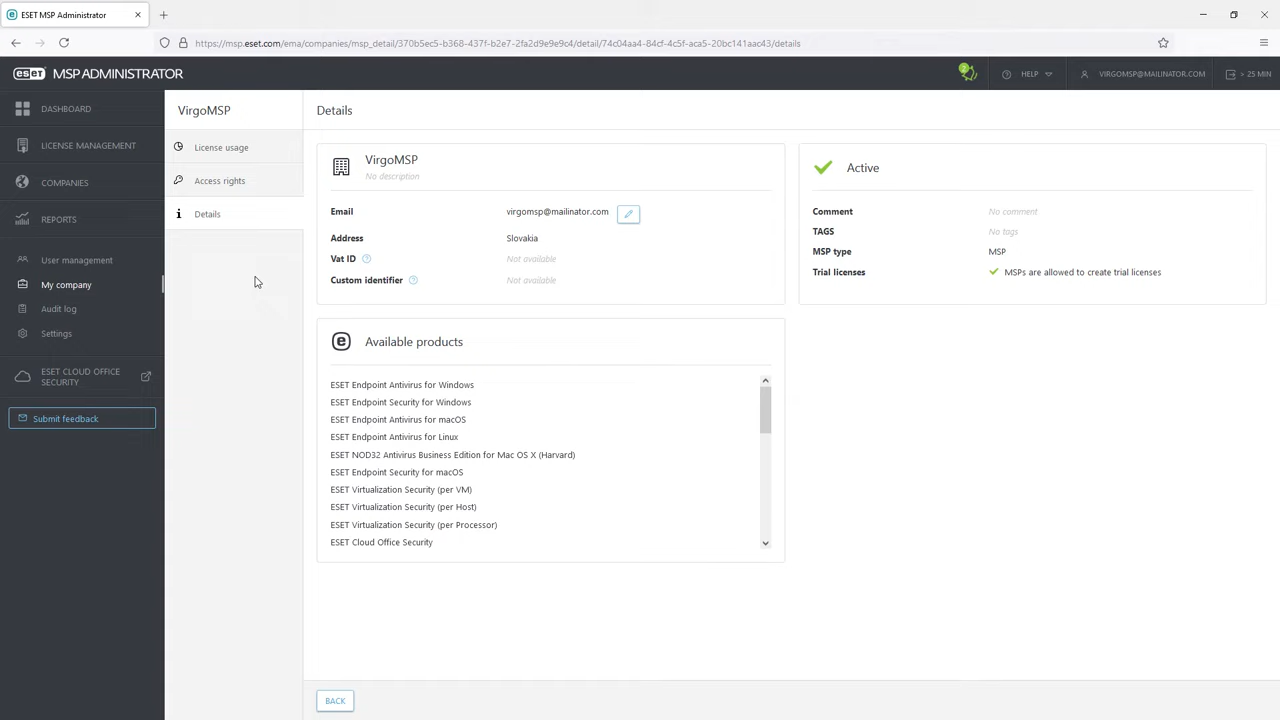 ESET MSP Administrator
https://msp.eset.com/ema/companies/msp_detail/370b5ec5-b368-437f-b2e7-2fa2d9e9e9c4/detail/74c04aa4-84cf-4c5f-aca5-20bc141aac43/details
eset MSP ADMINISTRATOR
2
HELP
VIRGOMSP@MAILINATOR.COM
> 25 MIN
DASHBOARD
LICENSE MANAGEMENT
COMPANIES
REPORTS
User management
My company
Audit log
Settings
ESET CLOUD OFFICE
SECURITY
Submit feedback
VirgoMSP
License usage
Access rights
Details
Details
VirgoMSP
No description
Email virgomsp@mailinator.com
Address Slovakia
Vat ID ? Not available
Custom identifier ? Not available
Active
Comment No comment
TAGS No tags
MSP type MSP
Trial licenses MSPs are allowed to create trial licenses
Available products
ESET Endpoint Antivirus for Windows
ESET Endpoint Security for Windows
ESET Endpoint Antivirus for macOS
ESET Endpoint Antivirus for Linux
ESET NOD32 Antivirus Business Edition for Mac OS X (Harvard)
ESET Endpoint Security for macOS
ESET Virtualization Security (per VM)
ESET Virtualization Security (per Host)
ESET Virtualization Security (per Processor)
ESET Cloud Office Security
BACK